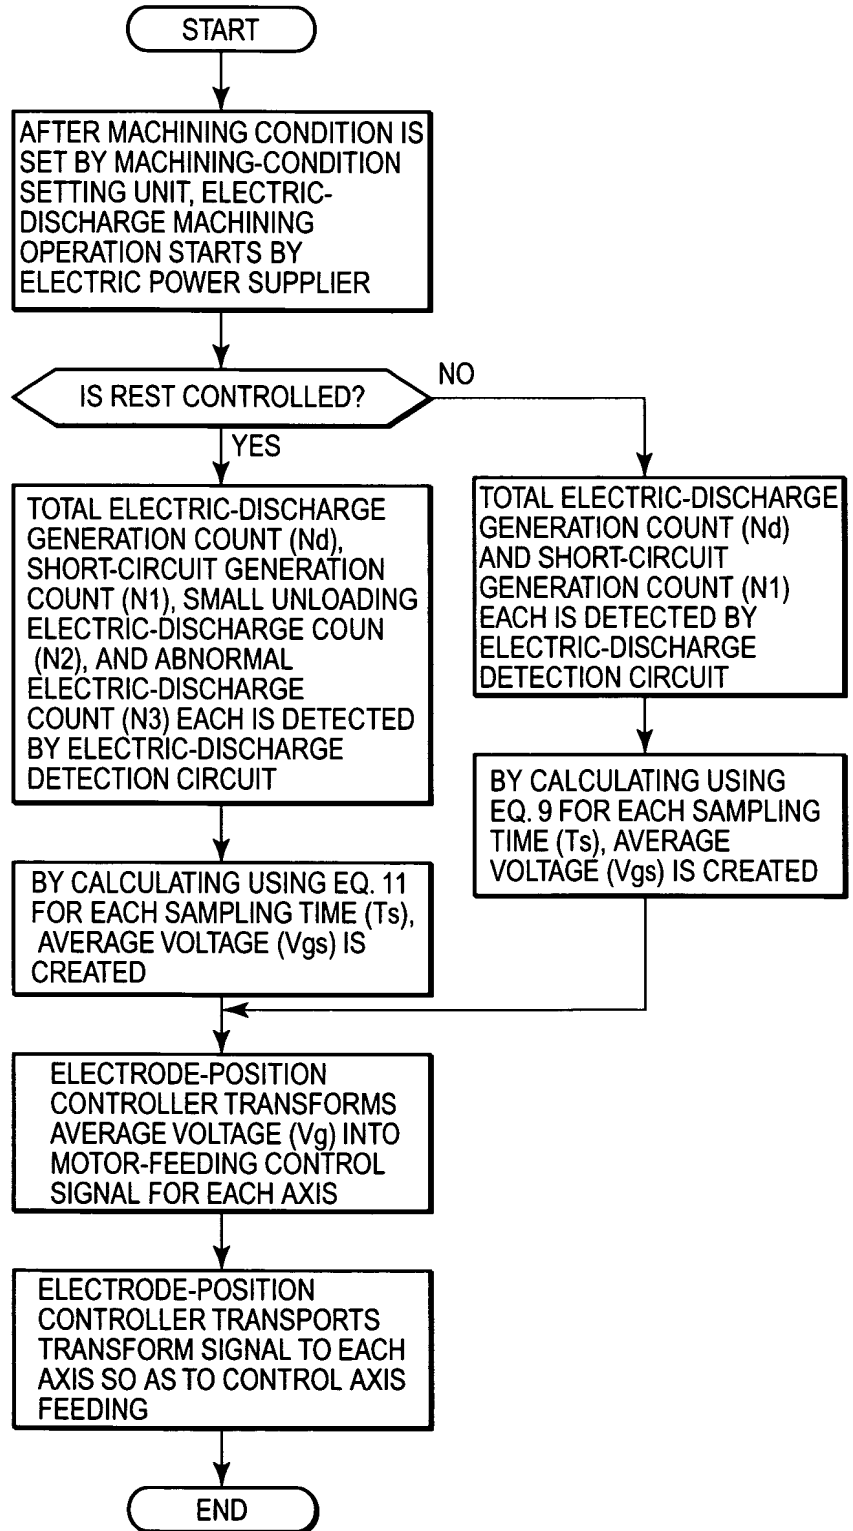 START
AFTER MACHINING CONDITION IS
SET BY MACHINING-CONDITION
SETTING UNIT, ELECTRIC-
DISCHARGE MACHINING
OPERATION STARTS BY
ELECTRIC POWER SUPPLIER
IS REST CONTROLLED?
NO
YES
TOTAL ELECTRIC-DISCHARGE
GENERATION COUNT (Nd),
SHORT-CIRCUIT GENERATION
COUNT (N1), SMALL UNLOADING
ELECTRIC-DISCHARGE COUN
(N2), AND ABNORMAL
ELECTRIC-DISCHARGE
COUNT (N3) EACH IS DETECTED
BY ELECTRIC-DISCHARGE
DETECTION CIRCUIT
TOTAL ELECTRIC-DISCHARGE
GENERATION COUNT (Nd)
AND SHORT-CIRCUIT
GENERATION COUNT (N1)
EACH IS DETECTED BY
ELECTRIC-DISCHARGE
DETECTION CIRCUIT
BY CALCULATING USING EQ. 11
FOR EACH SAMPLING TIME (Ts),
AVERAGE VOLTAGE (Vgs) IS
CREATED
BY CALCULATING USING
EQ. 9 FOR EACH SAMPLING
TIME (Ts), AVERAGE
VOLTAGE (Vgs) IS CREATED
ELECTRODE-POSITION
CONTROLLER TRANSFORMS
AVERAGE VOLTAGE (Vg) INTO
MOTOR-FEEDING CONTROL
SIGNAL FOR EACH AXIS
ELECTRODE-POSITION
CONTROLLER TRANSPORTS
TRANSFORM SIGNAL TO EACH
AXIS SO AS TO CONTROL AXIS
FEEDING
END